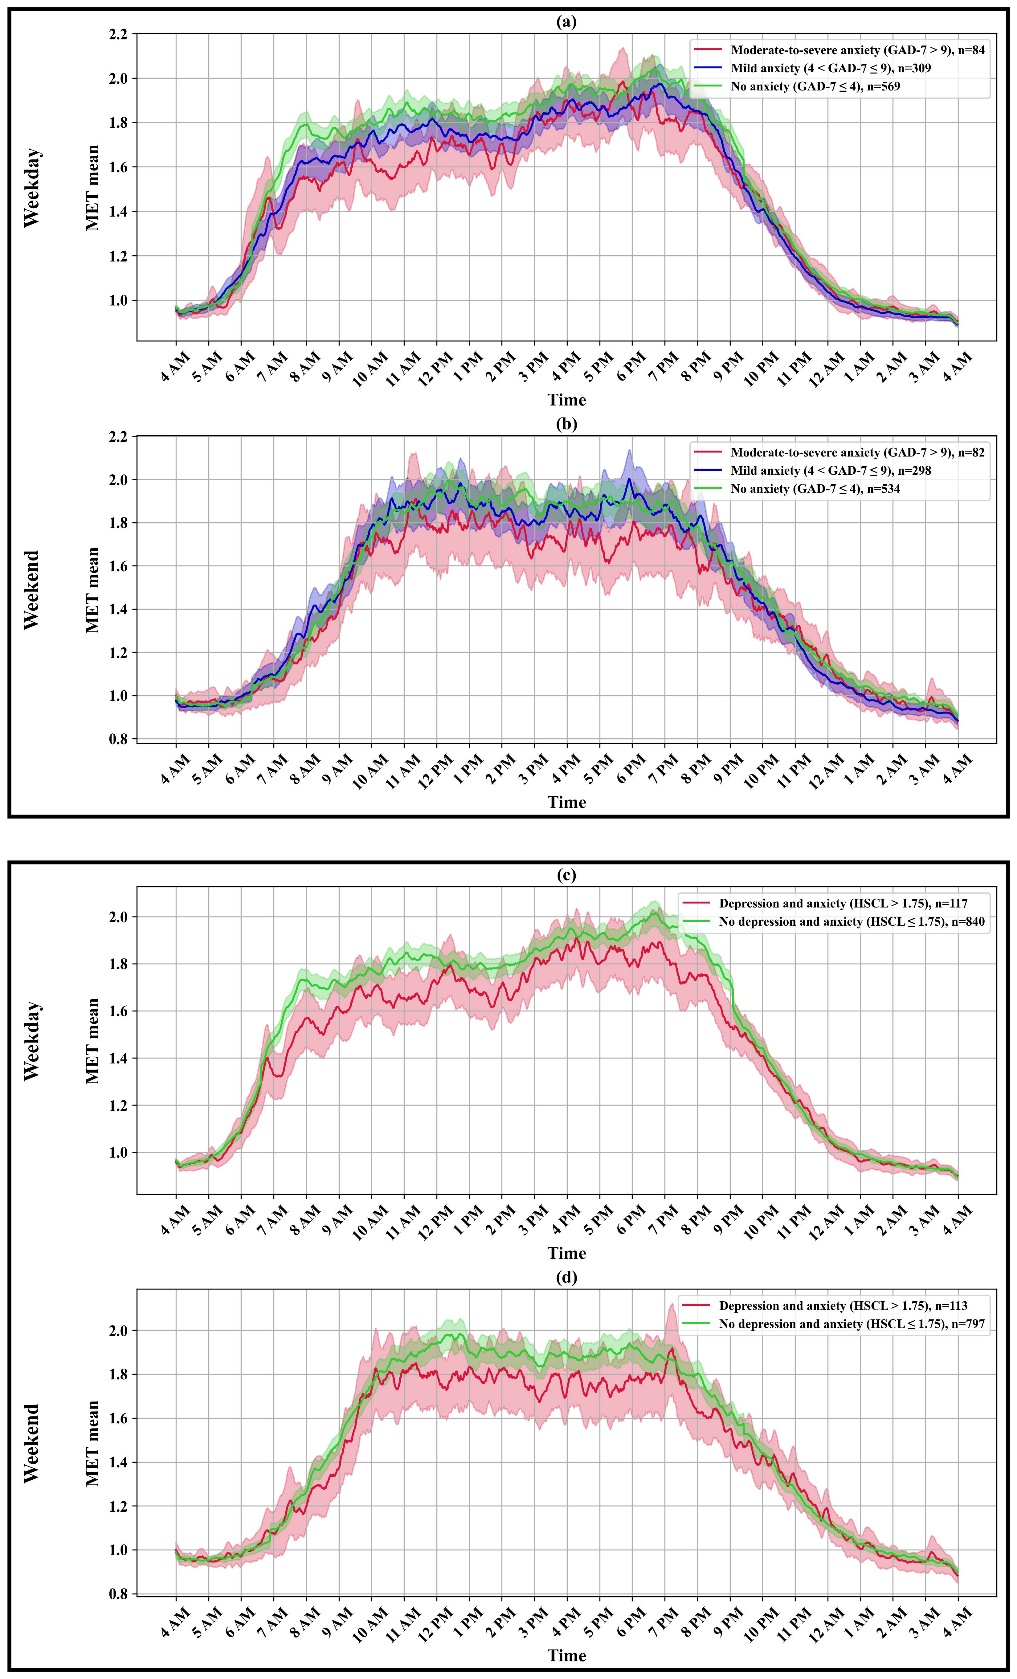 (a)
2.2
2.0
1.8
1.6
1.4
1.2
1.0
Weekday
MET mean
Moderate-to-severe anxiety (GAD-7 > 9), n=84
Mild anxiety (4 < GAD-7 ≤ 9), n=309
No anxiety (GAD-7 ≤ 4), n=569
4 AM 5 AM 6 AM 7 AM 8 AM 9 AM 10 AM 11 AM 12 PM 1 PM 2 PM 3 PM 4 PM 5 PM 6 PM 7 PM 8 PM 9 PM 10 PM 11 PM 12 AM 1 AM 2 AM 3 AM 4 AM
Time
(b)
2.2
2.0
1.8
1.6
1.4
1.2
1.0
0.8
Weekend
MET mean
Moderate-to-severe anxiety (GAD-7 > 9), n=82
Mild anxiety (4 < GAD-7 ≤ 9), n=298
No anxiety (GAD-7 ≤ 4), n=534
4 AM 5 AM 6 AM 7 AM 8 AM 9 AM 10 AM 11 AM 12 PM 1 PM 2 PM 3 PM 4 PM 5 PM 6 PM 7 PM 8 PM 9 PM 10 PM 11 PM 12 AM 1 AM 2 AM 3 AM 4 AM
Time
(c)
2.0
1.8
1.6
1.4
1.2
1.0
Weekday
MET mean
Depression and anxiety (HSCL > 1.75), n=117
No depression and anxiety (HSCL ≤ 1.75), n=840
4 AM 5 AM 6 AM 7 AM 8 AM 9 AM 10 AM 11 AM 12 PM 1 PM 2 PM 3 PM 4 PM 5 PM 6 PM 7 PM 8 PM 9 PM 10 PM 11 PM 12 AM 1 AM 2 AM 3 AM 4 AM
Time
(d)
2.0
1.8
1.6
1.4
1.2
1.0
0.8
Weekend
MET mean
Depression and anxiety (HSCL > 1.75), n=113
No depression and anxiety (HSCL ≤ 1.75), n=797
4 AM 5 AM 6 AM 7 AM 8 AM 9 AM 10 AM 11 AM 12 PM 1 PM 2 PM 3 PM 4 PM 5 PM 6 PM 7 PM 8 PM 9 PM 10 PM 11 PM 12 AM 1 AM 2 AM 3 AM 4 AM
Time